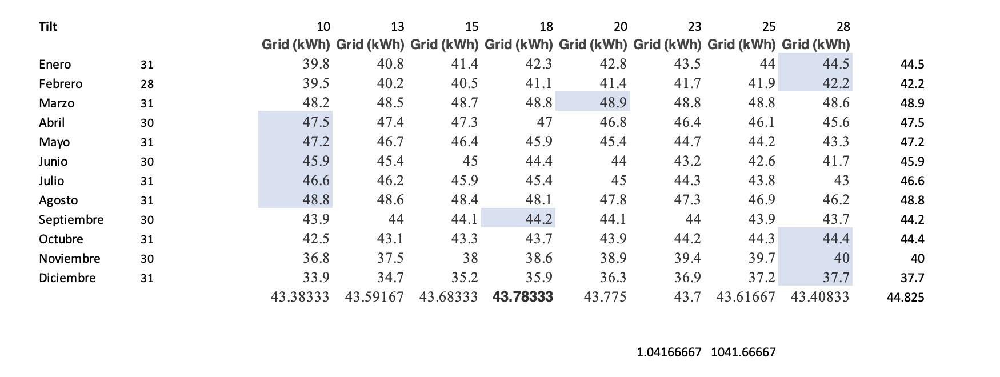 Tilt 10 13 15 18 20 23 25 28
Grid (kWh) Grid (kWh) Grid (kWh) Grid (kWh) Grid (kWh) Grid (kWh) Grid (kWh) Grid (kWh)
Enero 31 39.8 40.8 41.4 42.3 42.8 43.5 44 44.5 44.5
Febrero 28 39.5 40.2 40.5 41.1 41.4 41.7 41.9 42.2 42.2
Marzo 31 48.2 48.5 48.7 48.8 48.9 48.8 48.8 48.6 48.9
Abril 30 47.5 47.4 47.3 47 46.8 46.4 46.1 45.6 47.5
Mayo 31 47.2 46.7 46.4 45.9 45.4 44.7 44.2 43.3 47.2
Junio 30 45.9 45.4 45 44.4 44 43.2 42.6 41.7 45.9
Julio 31 46.6 46.2 45.9 45.4 45 44.3 43.8 43 46.6
Agosto 31 48.8 48.6 48.4 48.1 47.8 47.3 46.9 46.2 48.8
Septiembre 30 43.9 44 44.1 44.2 44.1 44 43.9 43.7 44.2
Octubre 31 42.5 43.1 43.3 43.7 43.9 44.2 44.3 44.4 44.4
Noviembre 30 36.8 37.5 38 38.6 38.9 39.4 39.7 40 40
Diciembre 31 33.9 34.7 35.2 35.9 36.3 36.9 37.2 37.7 37.7
43.38333 43.59167 43.68333 43.78333 43.775 43.7 43.61667 43.40833 44.825
1.04166667 1041.66667